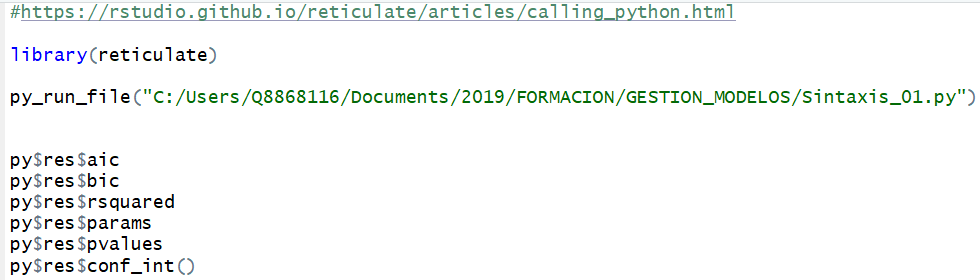 #https://rstudio.github.io/reticulate/articles/calling_python.html
library(reticulate)
py_run_file("C:/Users/Q8868116/Documents/2019/FORMACION/GESTION_MODELOS/Sintaxis_01.py")
py$res$aic
py$res$bic
py$res$rsquared
py$res$params
py$res$pvalues
py$res$conf_int()